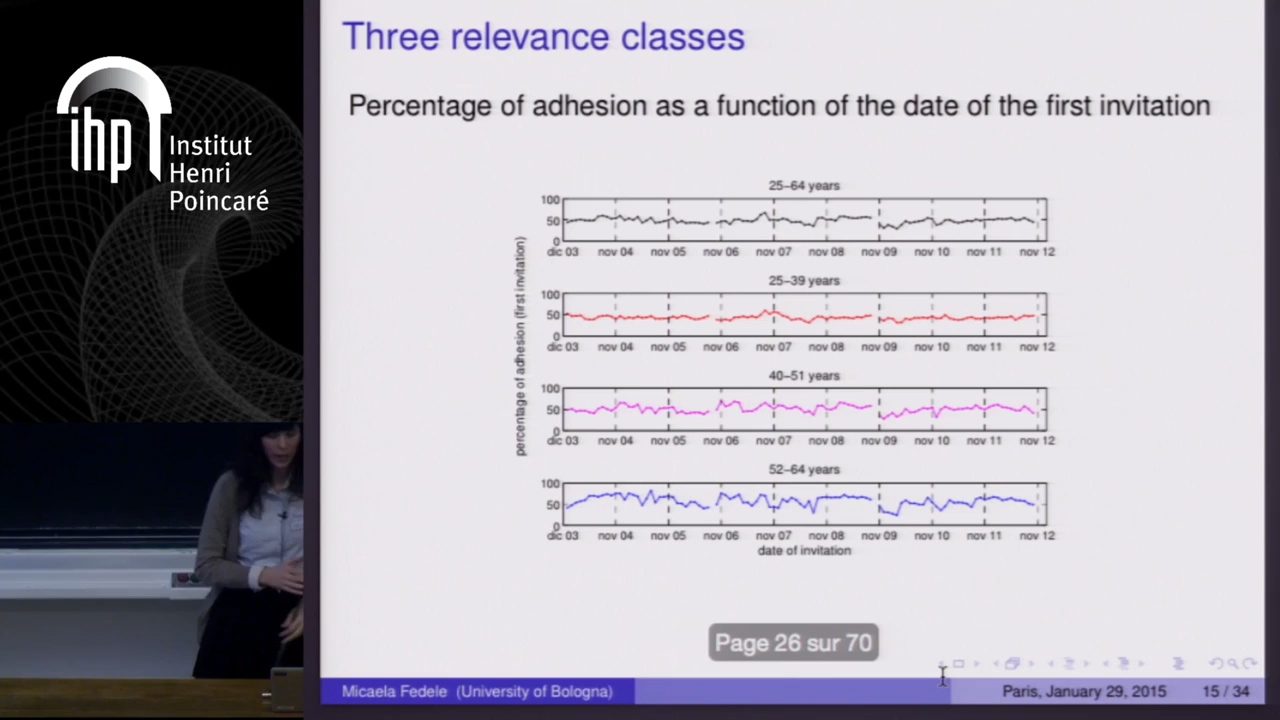 ihp
Institut
Henri
Poincaré
Three relevance classes
Percentage of adhesion as a function of the date of the first invitation
percentage of adhesion (first invitation)
25–64 years
100
50
0
dic 03 nov 04 nov 05 nov 06 nov 07 nov 08 nov 09 nov 10 nov 11 nov 12
25–39 years
100
50
0
dic 03 nov 04 nov 05 nov 06 nov 07 nov 08 nov 09 nov 10 nov 11 nov 12
40–51 years
100
50
0
dic 03 nov 04 nov 05 nov 06 nov 07 nov 08 nov 09 nov 10 nov 11 nov 12
52–64 years
100
50
0
dic 03 nov 04 nov 05 nov 06 nov 07 nov 08 nov 09 nov 10 nov 11 nov 12
date of invitation
Page 26 sur 70
Micaela Fedele (University of Bologna) Paris, January 29, 2015 15 / 34